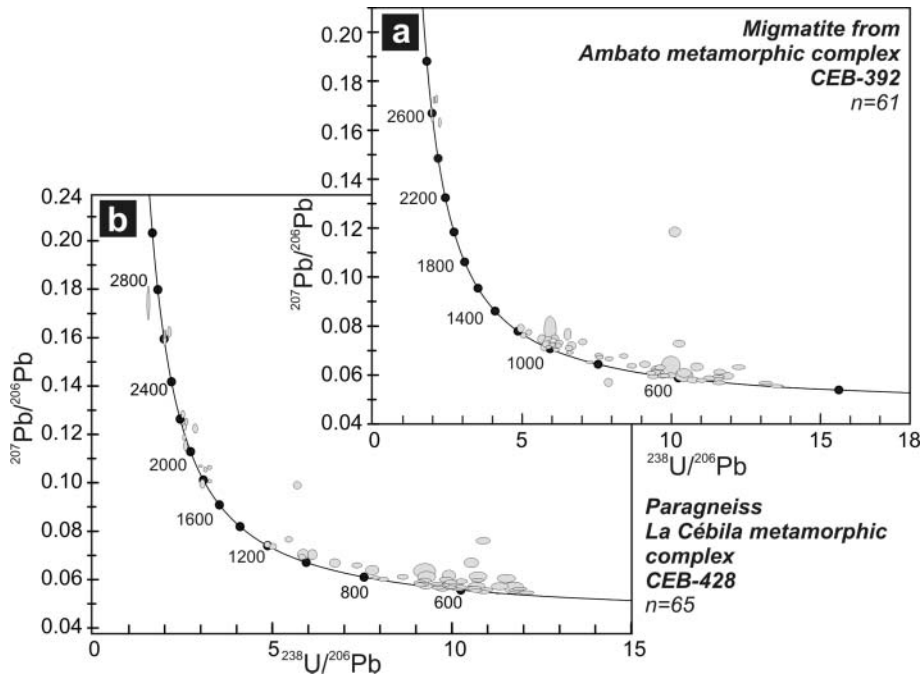 a
Migmatite from
Ambato metamorphic complex
CEB-392
n=61
0.20
0.18
0.16
0.14
0.12
0.10
0.08
0.06
0.04
²⁰⁷Pb/²⁰⁶Pb
2600
2200
1800
1400
1000
600
0 5 10 15 18
²³⁸U/²⁰⁶Pb
b
0.24
0.20
0.18
0.16
0.14
0.12
0.10
0.08
0.06
0.04
²⁰⁷Pb/²⁰⁶Pb
2800
2400
2000
1600
1200
800
600
0 5 10 15
²³⁸U/²⁰⁶Pb
Paragneiss
La Cébila metamorphic
complex
CEB-428
n=65